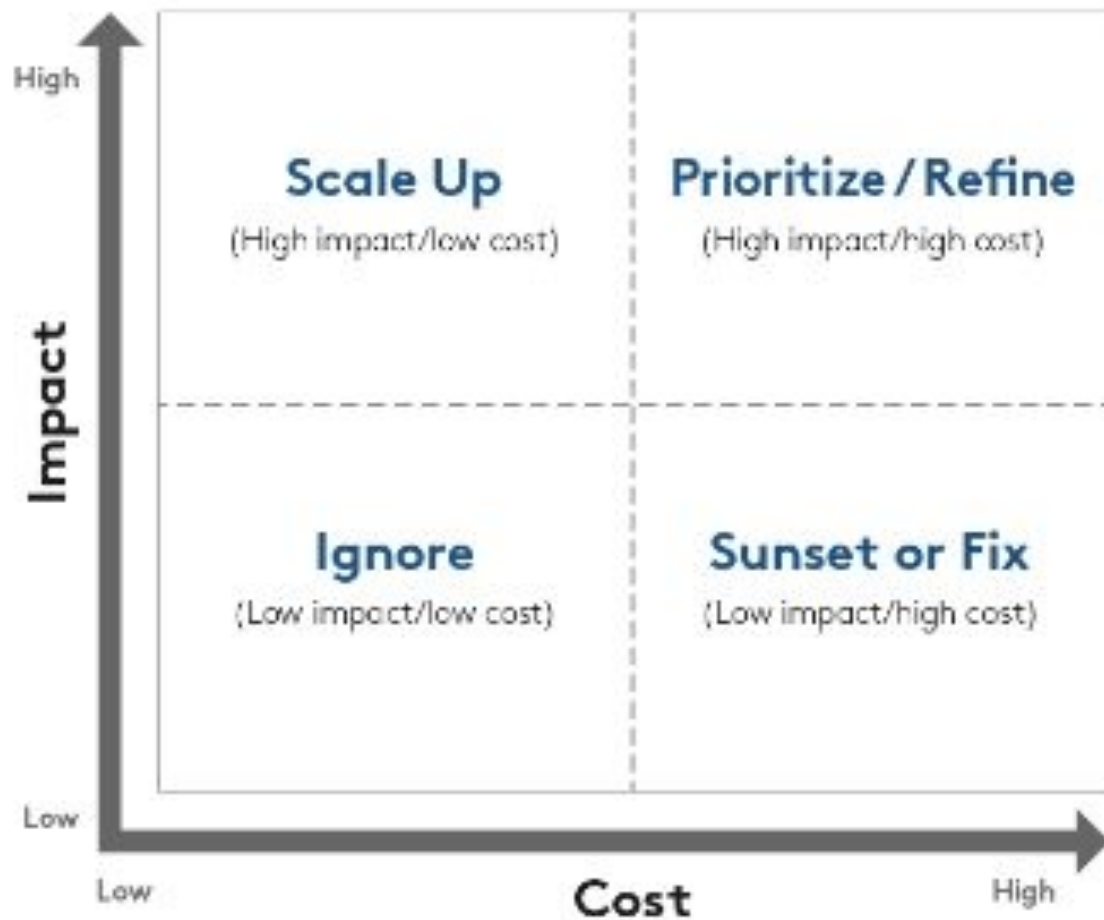 High
Scale Up
(High impact/low cost)
Prioritize / Refine
(High impact/high cost)
Impact
Ignore
(Low impact/low cost)
Sunset or Fix
(Low impact/high cost)
Low
Low
Cost
High